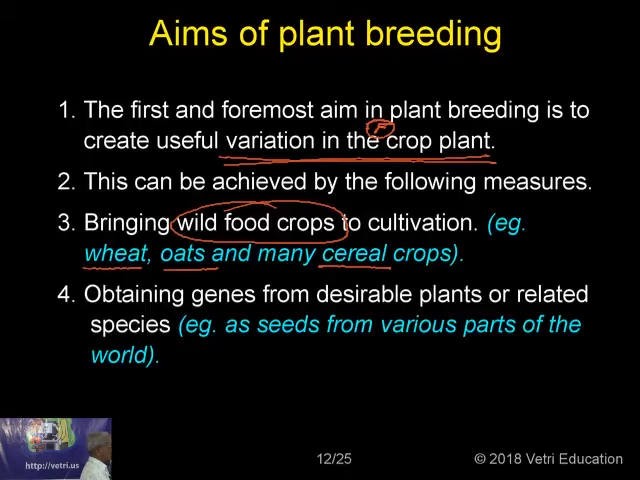 Aims of plant breeding
1. The first and foremost aim in plant breeding is to
F
create useful variation in the crop plant.
2. This can be achieved by the following measures.
3. Bringing wild food crops to cultivation. (eg.
wheat, oats and many cereal crops).
4. Obtaining genes from desirable plants or related
species (eg. as seeds from various parts of the
world).
http://vetri.us
12/25
© 2018 Vetri Education